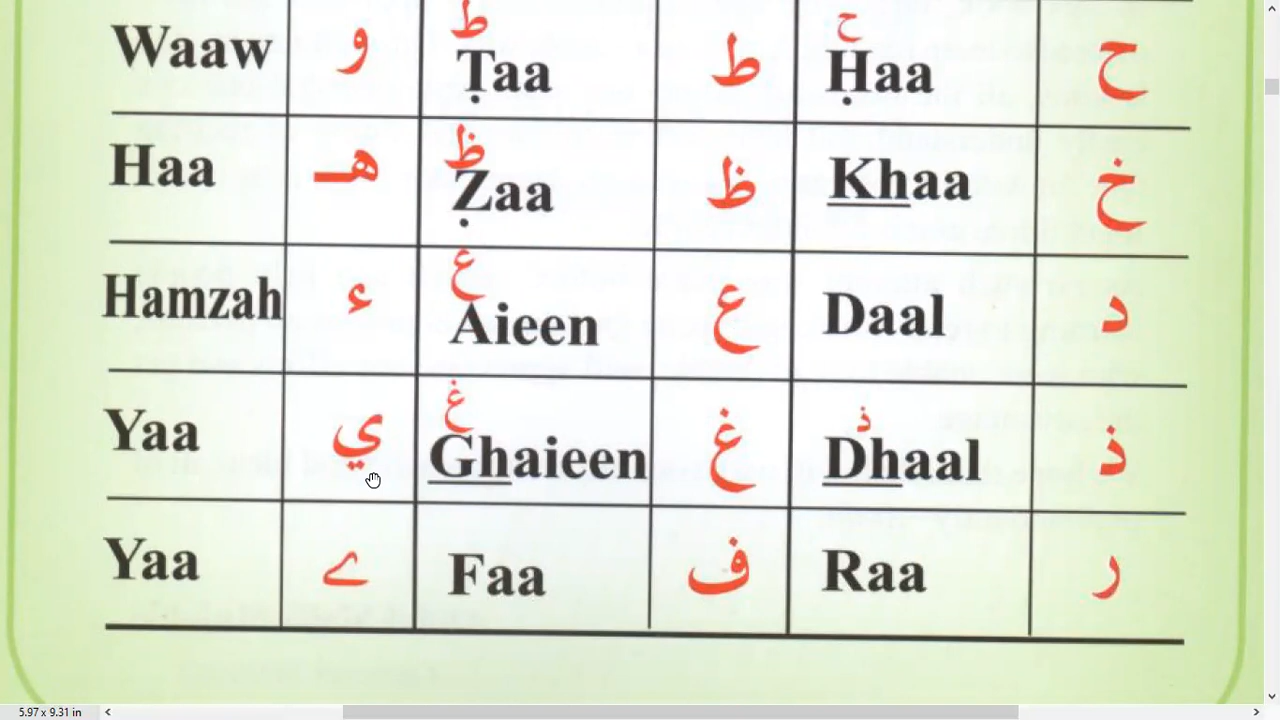 Waaw و ط Ṭaa ط ح Ḥaa ح
Haa هـ ظ Ẓaa ظ Khaa خ
Hamzah ء ع Aieen ع Daal د
Yaa ي غ Ghaieen غ ذ Dhaal ذ
Yaa ے Faa ف Raa ر
5.97 x 9.31 in